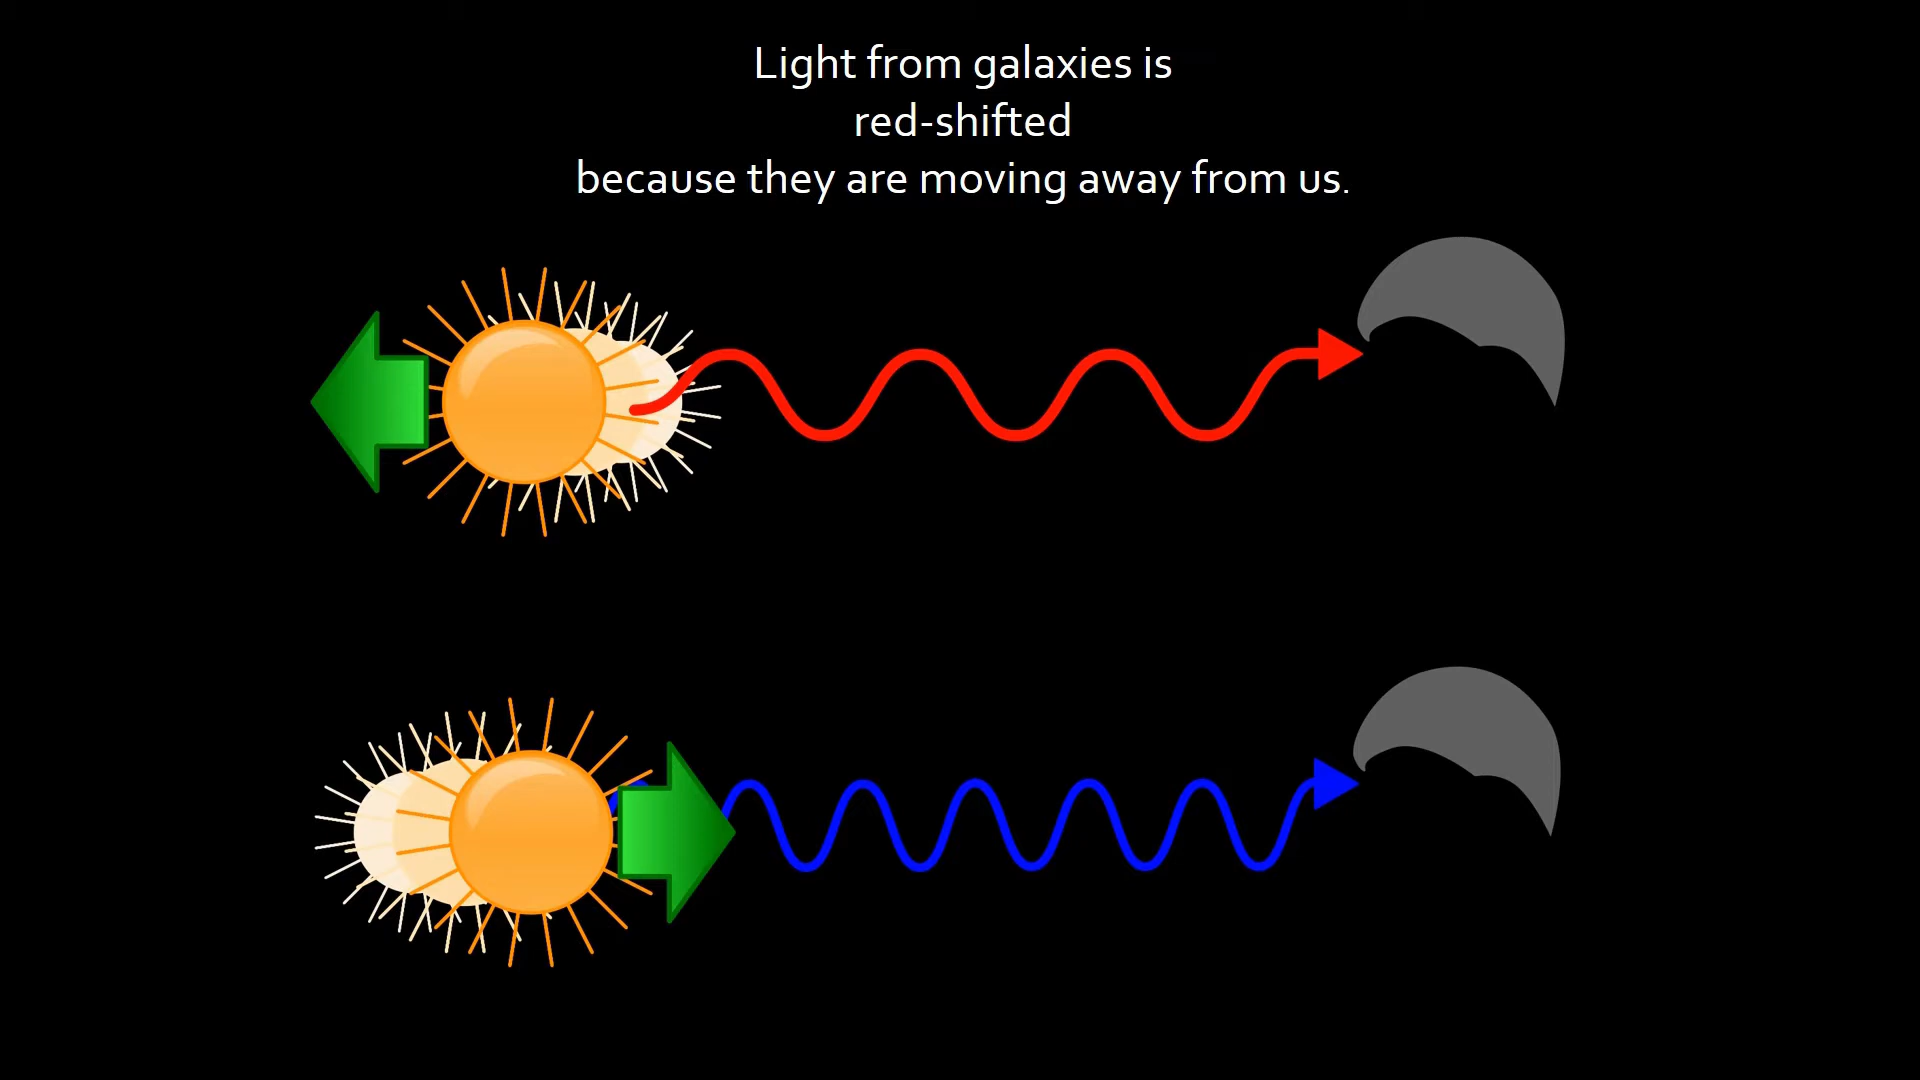 Light from galaxies is
red-shifted
because they are moving away from us.